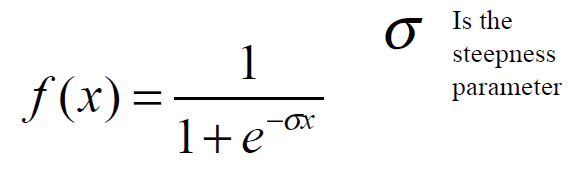 f(x) = 1 / (1 + e^{-σx})
σ Is the
steepness
parameter